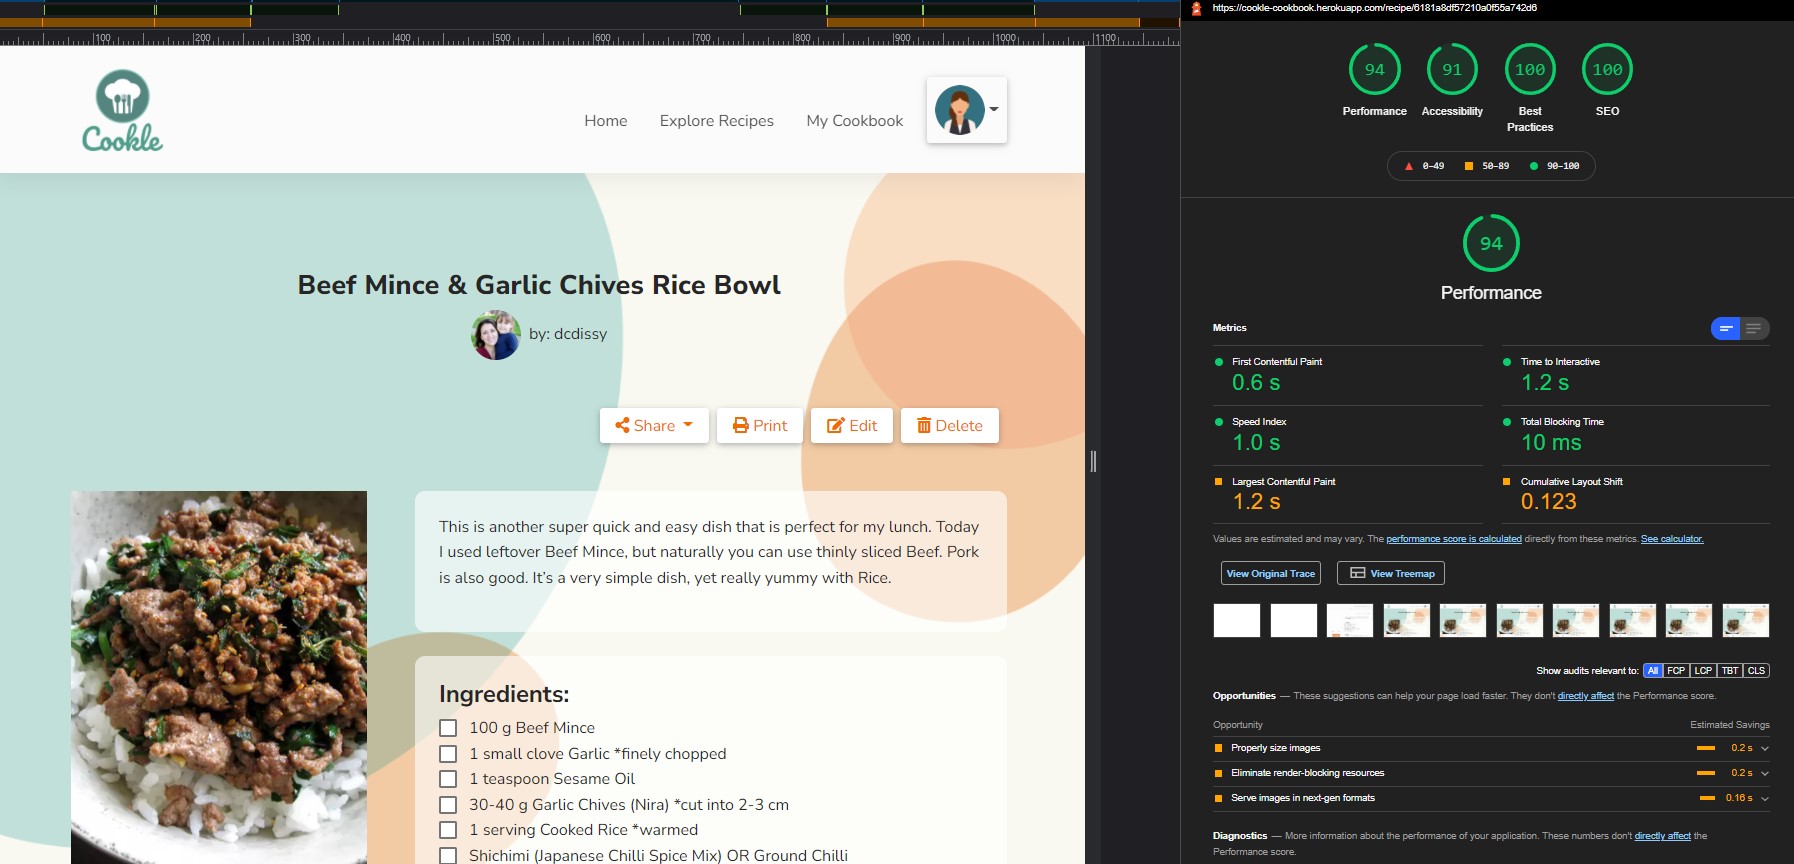 100 200 300 400 500 600 700 800 900 1000 1100
Cookle
Home Explore Recipes My Cookbook
Beef Mince & Garlic Chives Rice Bowl
by: dcdissy
Share Print Edit Delete
This is another super quick and easy dish that is perfect for my lunch. Today
I used leftover Beef Mince, but naturally you can use thinly sliced Beef. Pork
is also good. It’s a very simple dish, yet really yummy with Rice.
Ingredients:
100 g Beef Mince
1 small clove Garlic *finely chopped
1 teaspoon Sesame Oil
30-40 g Garlic Chives (Nira) *cut into 2-3 cm
1 serving Cooked Rice *warmed
Shichimi (Japanese Chilli Spice Mix) OR Ground Chilli
https://cookle-cookbook.herokuapp.com/recipe/6181a8df57210a0f55a742d6
94 91 100 100
Performance Accessibility Best Practices SEO
0–49 50–89 90–100
94
Performance
Metrics
First Contentful Paint
0.6 s
Time to Interactive
1.2 s
Speed Index
1.0 s
Total Blocking Time
10 ms
Largest Contentful Paint
1.2 s
Cumulative Layout Shift
0.123
Values are estimated and may vary. The performance score is calculated directly from these metrics. See calculator.
View Original Trace View Treemap
Show audits relevant to: All FCP LCP TBT CLS
Opportunities — These suggestions can help your page load faster. They don't directly affect the Performance score.
Opportunity Estimated Savings
Properly size images 0.2 s
Eliminate render-blocking resources 0.2 s
Serve images in next-gen formats 0.16 s
Diagnostics — More information about the performance of your application. These numbers don't directly affect the
Performance score.